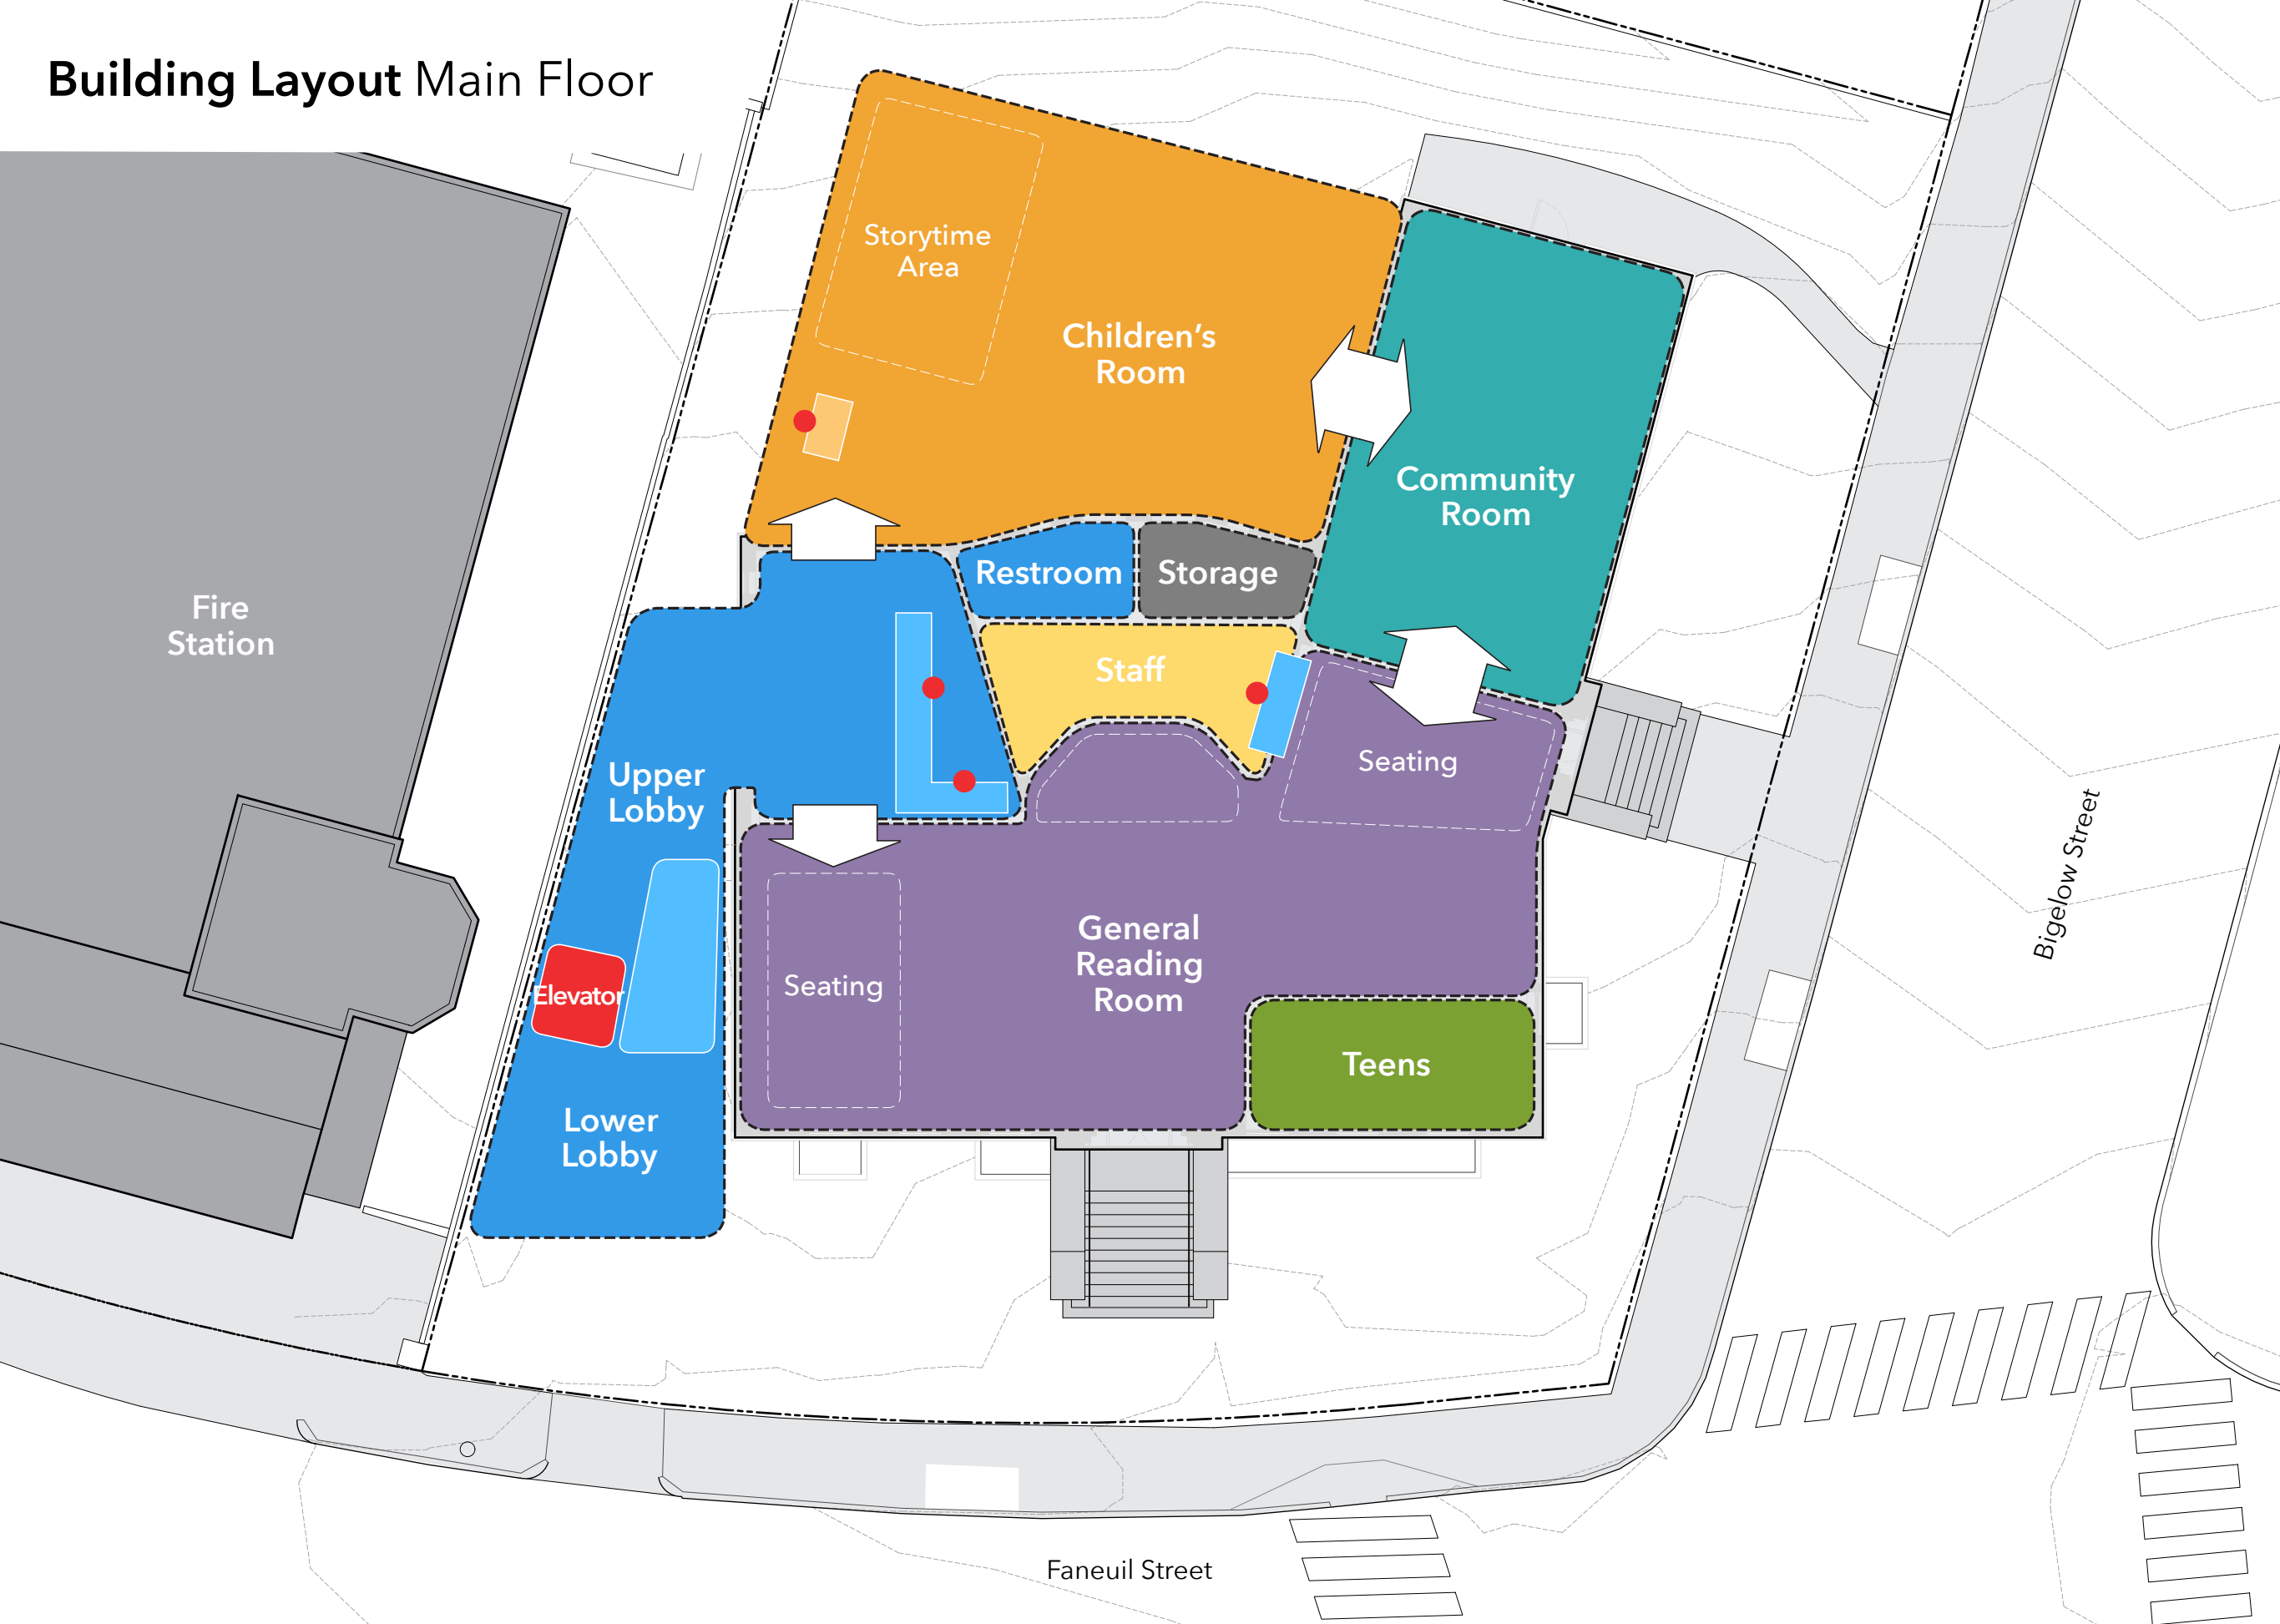 Building Layout Main Floor
Storytime
Area
Children's
Room
Community
Room
Restroom
Storage
Fire
Station
Staff
Upper
Lobby
Seating
General
Reading
Room
Seating
Elevator
Teens
Lower
Lobby
Bigelow Street
Faneuil Street